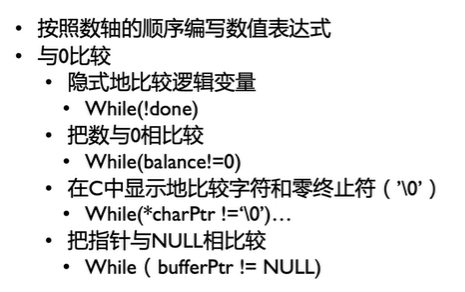 • 按照数轴的顺序编写数值表达式
• 与0比较
• 隐式地比较逻辑变量
• While(!done)
• 把数与0相比较
• While(balance!=0)
• 在C中显示地比较字符和零终止符（’\0’）
• While(*charPtr !=‘\0’)…
• 把指针与NULL相比较
• While（bufferPtr != NULL)